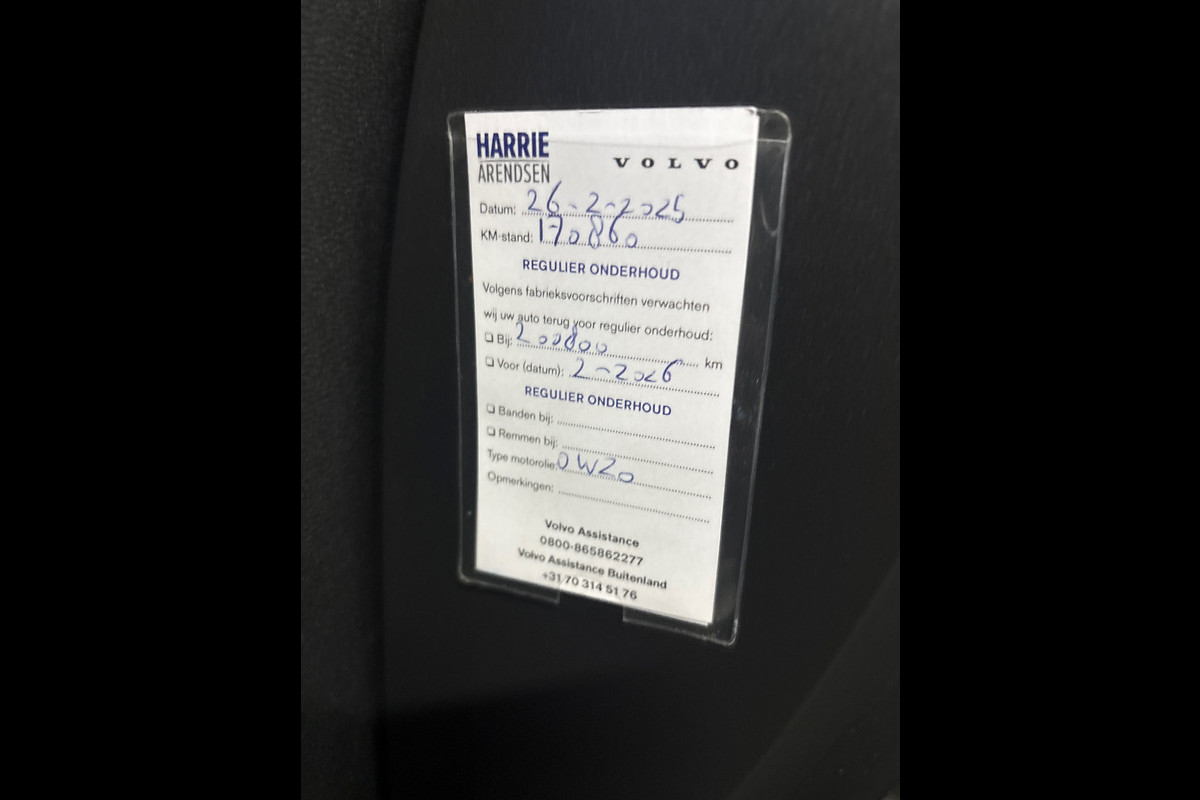 HARRIE
ARENDSEN
VOLVO
Datum: 26-2-2025
KM-stand: 170860
REGULIER ONDERHOUD
Volgens fabrieksvoorschriften verwachten
wij uw auto terug voor regulier onderhoud:
Bij: 200800 km
Voor (datum): 2-2026
REGULIER ONDERHOUD
Banden bij:
Remmen bij:
Type motorolie: 0W20
Opmerkingen:
Volvo Assistance
0800-865862277
Volvo Assistance Buitenland
+31 70 314 51 76